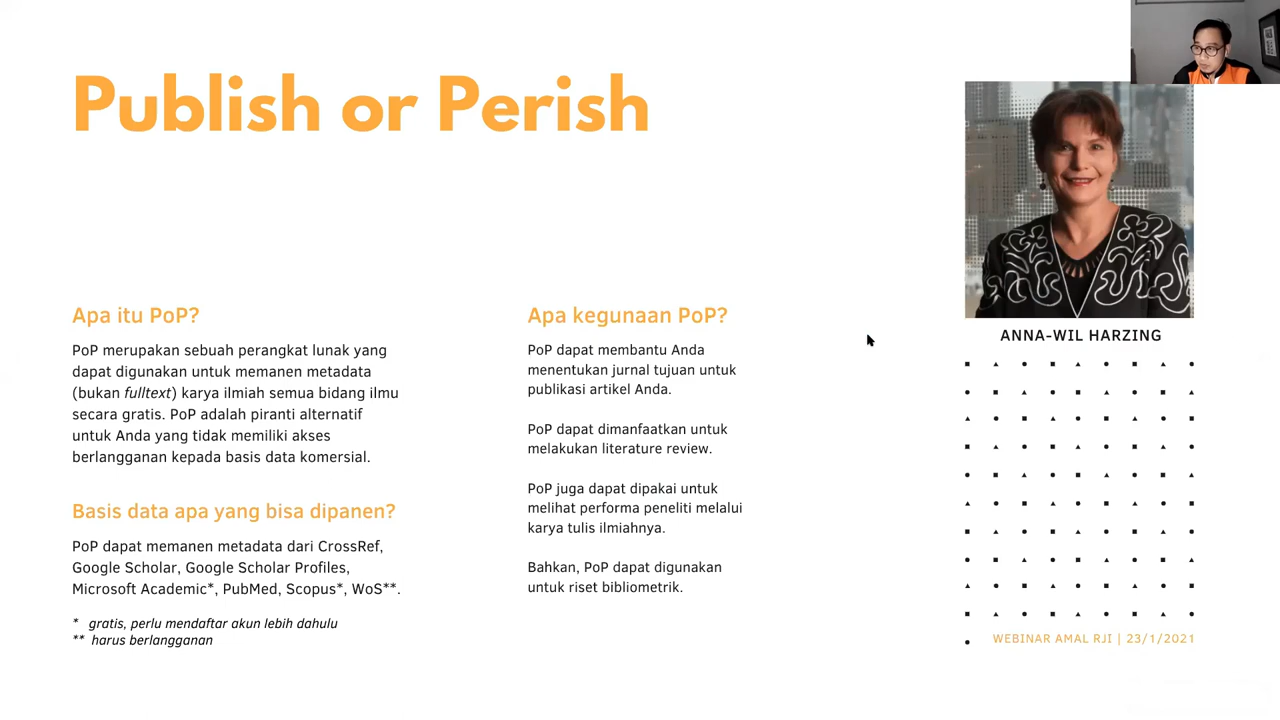 Publish or Perish
Apa itu PoP?
PoP merupakan sebuah perangkat lunak yang
dapat digunakan untuk memanen metadata
(bukan fulltext) karya ilmiah semua bidang ilmu
secara gratis. PoP adalah piranti alternatif
untuk Anda yang tidak memiliki akses
berlangganan kepada basis data komersial.
Basis data apa yang bisa dipanen?
PoP dapat memanen metadata dari CrossRef,
Google Scholar, Google Scholar Profiles,
Microsoft Academic*, PubMed, Scopus*, WoS**.
* gratis, perlu mendaftar akun lebih dahulu
** harus berlangganan
Apa kegunaan PoP?
PoP dapat membantu Anda
menentukan jurnal tujuan untuk
publikasi artikel Anda.
PoP dapat dimanfaatkan untuk
melakukan literature review.
PoP juga dapat dipakai untuk
melihat performa peneliti melalui
karya tulis ilmiahnya.
Bahkan, PoP dapat digunakan
untuk riset bibliometrik.
ANNA-WIL HARZING
WEBINAR AMAL RJI | 23/1/2021